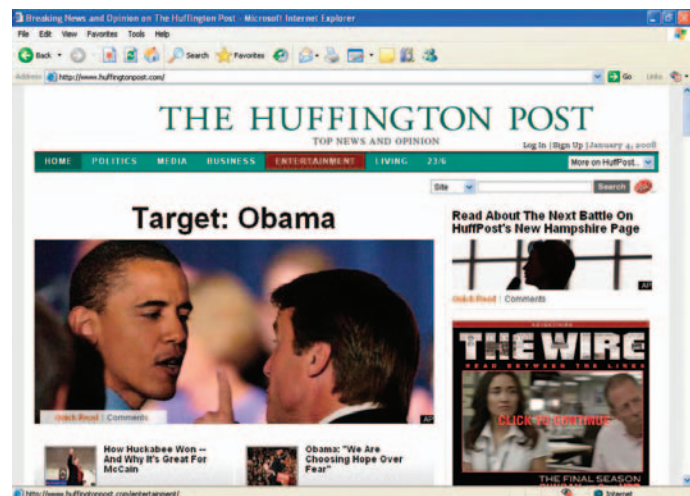 Breaking News and Opinion on The Huffington Post - Microsoft Internet Explorer
File Edit View Favorites Tools Help
Back Search Favorites
Address http://www.huffingtonpost.com/ Go Links
THE HUFFINGTON POST
TOP NEWS AND OPINION
Log In | Sign Up | January 4, 2008
HOME POLITICS MEDIA BUSINESS ENTERTAINMENT LIVING 23/6 More on HuffPost..
Site Search
Target: Obama
Read About The Next Battle On
HuffPost's New Hampshire Page
AP
Quick Read | Comments
THE WIRE
READ BETWEEN THE LINES
CLICK TO CONTINUE
Quick Read | Comments
AP
How Huckabee Won --
And Why It's Great For
McCain
Obama: "We Are
Choosing Hope Over
Fear"
THE FINAL SEASON
http://www.huffingtonpost.com/entertainment/ Internet